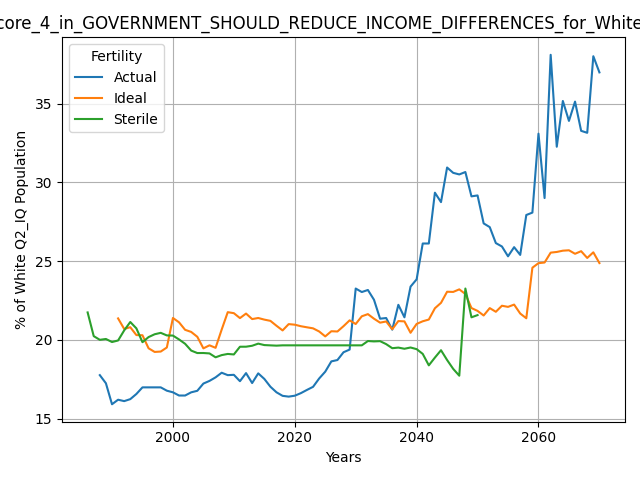 core_4_in_GOVERNMENT_SHOULD_REDUCE_INCOME_DIFFERENCES_for_White
Fertility
Actual
Ideal
Sterile
% of White Q2_IQ Population
35
30
25
20
15
2000
2020
2040
2060
Years